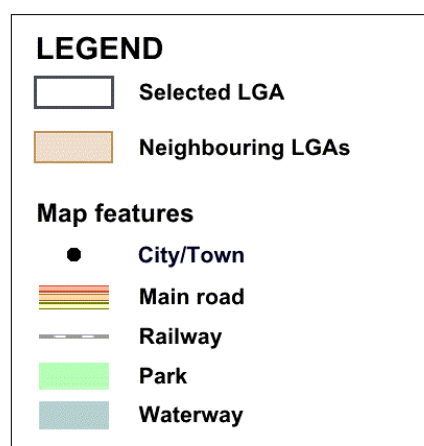 LEGEND
Selected LGA
Neighbouring LGAs
Map features
City/Town
Main road
Railway
Park
Waterway